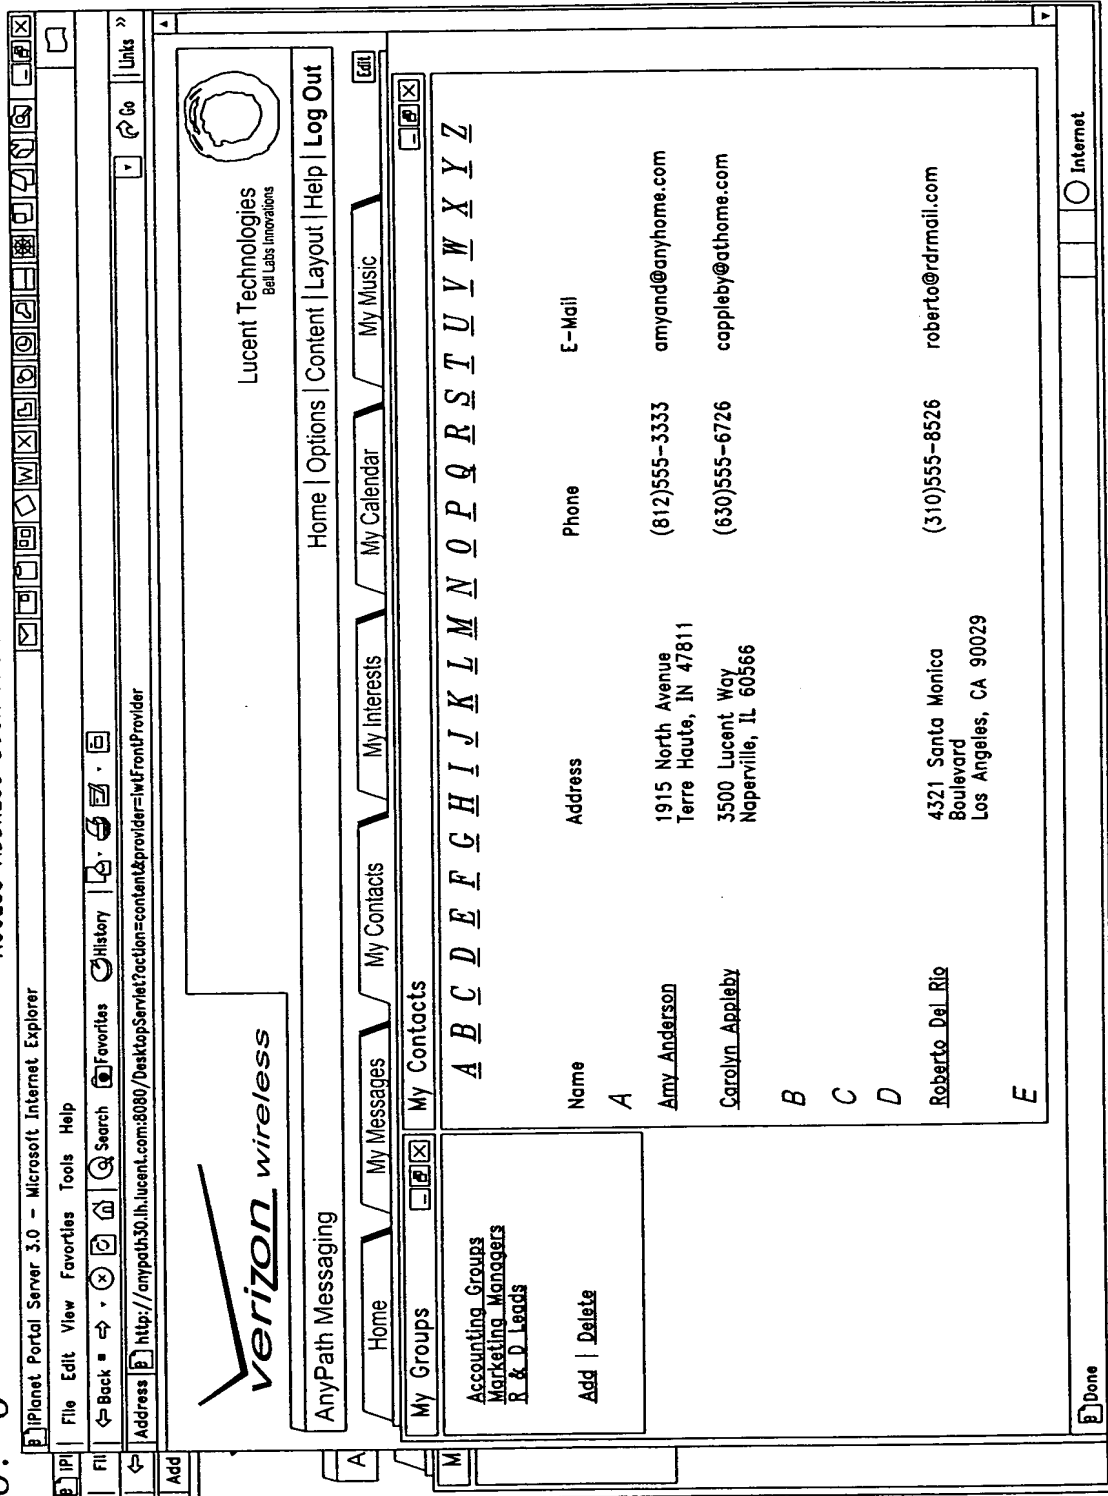 iPlanet Portal Server 3.0 - Microsoft Internet Explorer
File Edit View Favorties Tools Help
Back Search Favorites History
Address http://anypath30.ih.lucent.com:8080/DesktopServlet?action=content&provider=iwtFrontProvider Go Links »
verizon wireless
Lucent Technologies
Bell Labs Innovations
AnyPath Messaging
Home | Options | Content | Layout | Help | Log Out
Home My Messages My Contacts My Interests My Calendar My Music Edit
My Groups
Accounting Groups
Marketing Managers
R & D Leads
Add | Delete
My Contacts
A B C D E F G H I J K L M N O P Q R S T U V W X Y Z
Name Address Phone E-Mail
A
Amy Anderson 1915 North Avenue (812)555-3333 amyand@anyhome.com
Terre Haute, IN 47811
Carolyn Appleby 3500 Lucent Way (630)555-6726 cappleby@athome.com
Naperville, IL 60566
B
C
D
Roberto Del Rio 4321 Santa Monica (310)555-8526 roberto@rdrmail.com
Boulevard
Los Angeles, CA 90029
E
Done Internet
iPl
Fil
Add
A
M